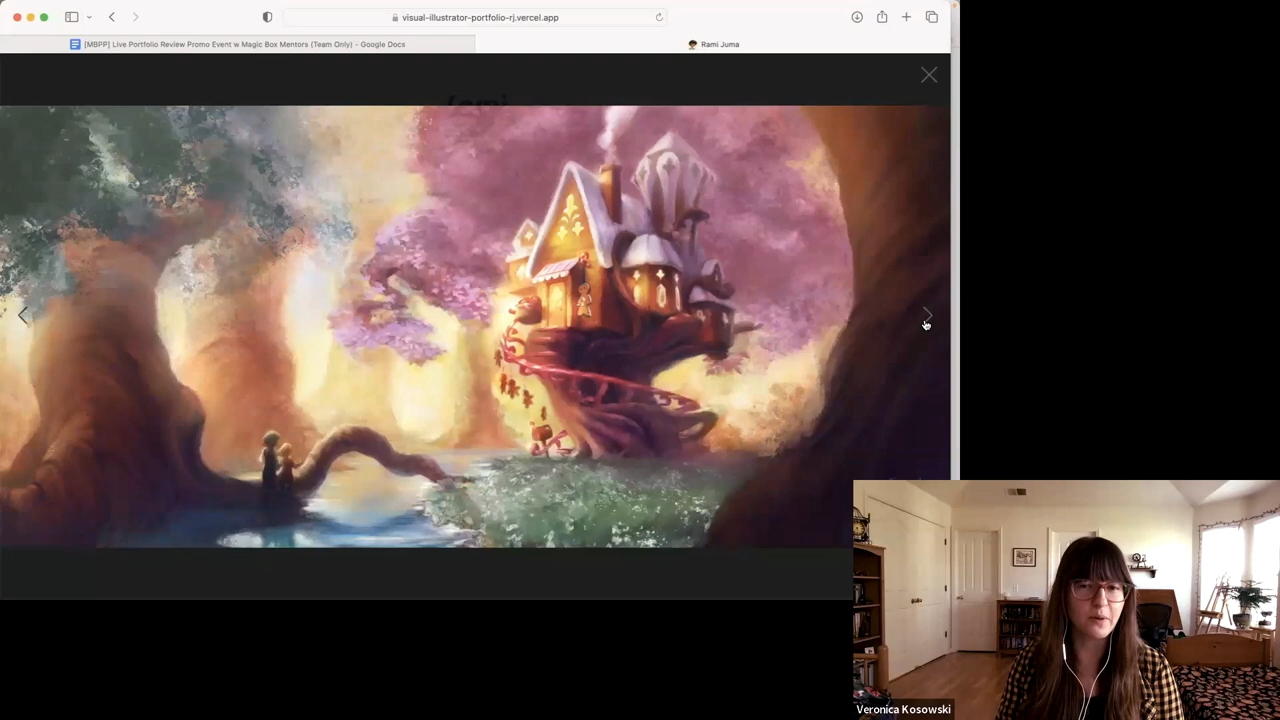 visual-illustrator-portfolio-rj.vercel.app
[MBPP] Live Portfolio Review Promo Event w Magic Box Mentors (Team Only) - Google Docs
Rami Juma
Veronica Kosowski